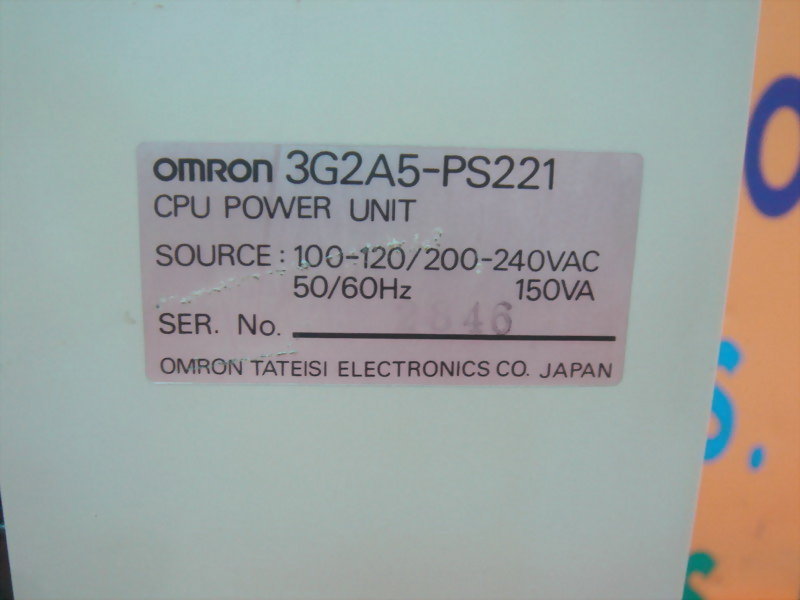 OMRON 3G2A5-PS221
CPU POWER UNIT
SOURCE: 100-120/200-240VAC
50/60Hz 150VA
SER. No.
OMRON TATEISI ELECTRONICS CO. JAPAN